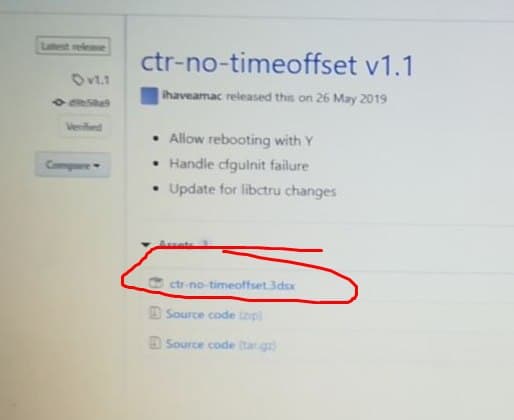 Latest release
ctr-no-timeoffset v1.1
v1.1
ihaveamac released this on 26 May 2019
Verified
Compare
Allow rebooting with Y
Handle cfguInit failure
Update for libctru changes
Assets 3
ctr-no-timeoffset.3dsx
Source code (zip)
Source code (tar.gz)